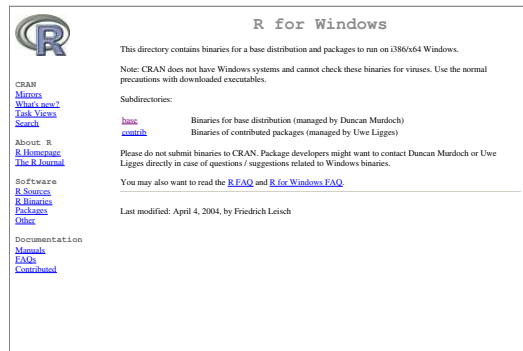 R
CRAN
Mirrors
What's new?
Task Views
Search
About R
R Homepage
The R Journal
Software
R Sources
R Binaries
Packages
Other
Documentation
Manuals
FAQs
Contributed
R for Windows
This directory contains binaries for a base distribution and packages to run on i386/x64 Windows.
Note: CRAN does not have Windows systems and cannot check these binaries for viruses. Use the normal
precautions with downloaded executables.
Subdirectories:
base Binaries for base distribution (managed by Duncan Murdoch)
contrib Binaries of contributed packages (managed by Uwe Ligges)
Please do not submit binaries to CRAN. Package developers might want to contact Duncan Murdoch or Uwe
Ligges directly in case of questions / suggestions related to Windows binaries.
You may also want to read the R FAQ and R for Windows FAQ.
Last modified: April 4, 2004, by Friedrich Leisch